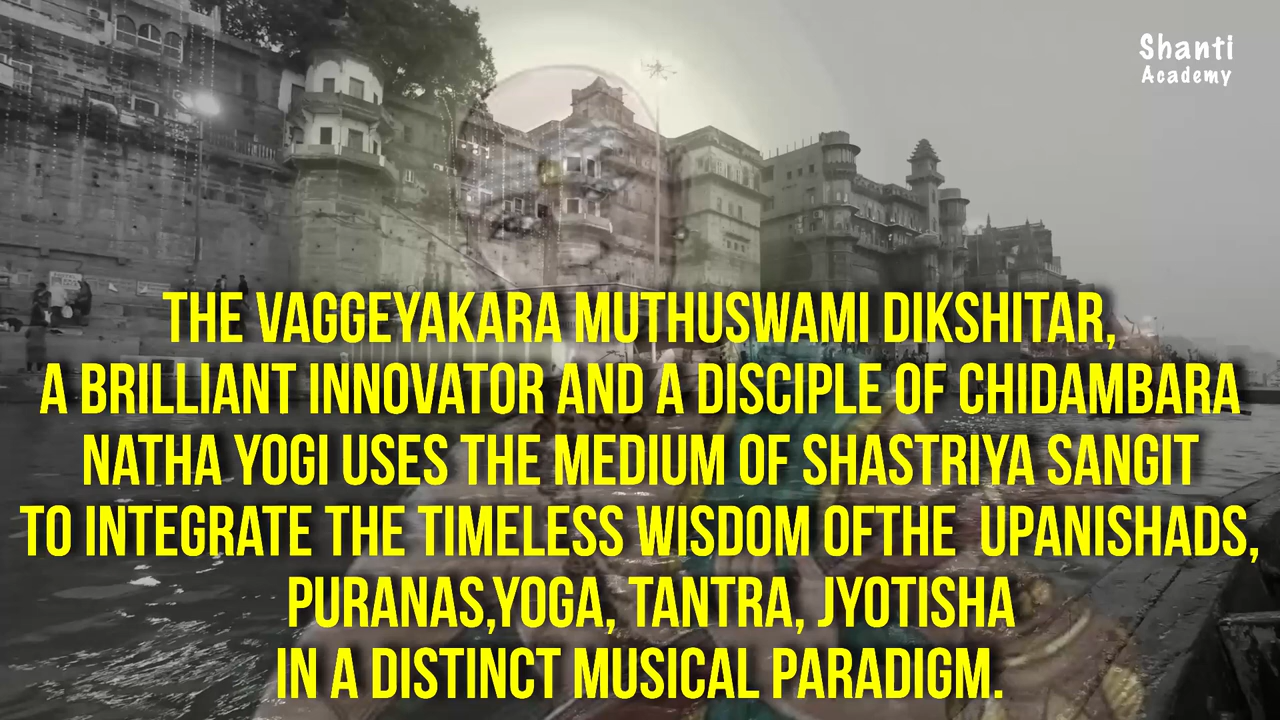 Shanti
Academy
THE VAGGEYAKARA MUTHUSWAMI DIKSHITAR,
A BRILLIANT INNOVATOR AND A DISCIPLE OF CHIDAMBARA
NATHA YOGI USES THE MEDIUM OF SHASTRIYA SANGIT
TO INTEGRATE THE TIMELESS WISDOM OFTHE  UPANISHADS,
PURANAS,YOGA, TANTRA, JYOTISHA
IN A DISTINCT MUSICAL PARADIGM.